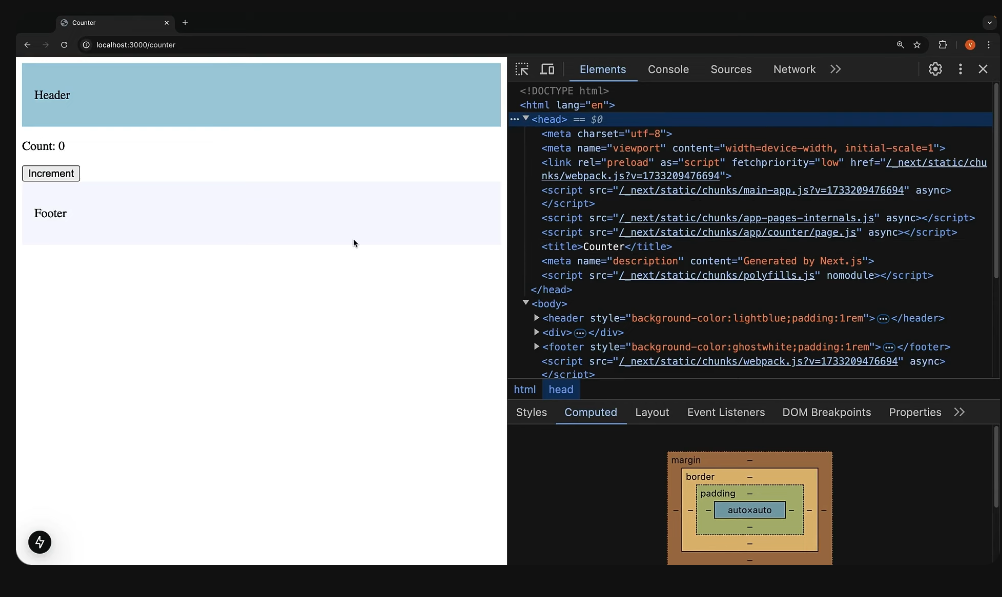 Counter
localhost:3000/counter
V
Header
Count: 0
Increment
Footer
Elements Console Sources Network
<!DOCTYPE html>
<html lang="en">
<head> == $0
<meta charset="utf-8">
<meta name="viewport" content="width=device-width, initial-scale=1">
<link rel="preload" as="script" fetchpriority="low" href="/_next/static/chu
nks/webpack.js?v=1733209476694">
<script src="/_next/static/chunks/main-app.js?v=1733209476694" async>
</script>
<script src="/_next/static/chunks/app-pages-internals.js" async></script>
<script src="/_next/static/chunks/app/counter/page.js" async></script>
<title>Counter</title>
<meta name="description" content="Generated by Next.js">
<script src="/_next/static/chunks/polyfills.js" nomodule></script>
</head>
<body>
<header style="background-color:lightblue;padding:1rem">…</header>
<div>…</div>
<footer style="background-color:ghostwhite;padding:1rem">…</footer>
<script src="/_next/static/chunks/webpack.js?v=1733209476694" async>
</script>
html head
Styles Computed Layout Event Listeners DOM Breakpoints Properties
margin –
border –
padding –
– – – auto×auto – – –
–
–
–